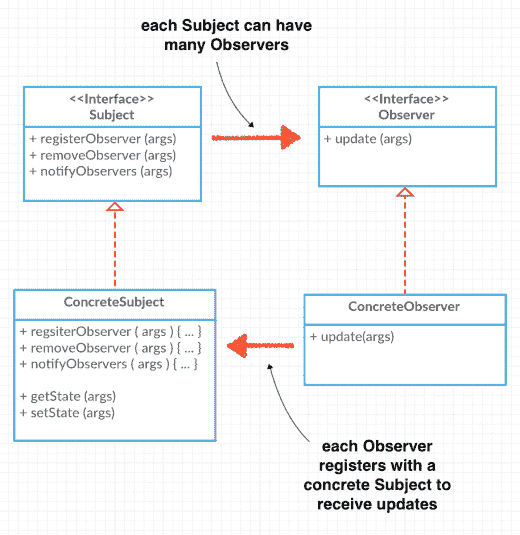 each Subject can have
many Observers
<<Interface>>
Subject
+ registerObserver (args)
+ removeObserver (args)
+ notifyObservers (args)
<<Interface>>
Observer
+ update (args)
ConcreteSubject
+ regsiterObserver ( args ) { ... }
+ removeObserver ( args ) { ... }
+ notifyObservers ( args ) { ... }
+ getState (args)
+ setState (args)
ConcreteObserver
+ update(args)
each Observer
registers with a
concrete Subject to
receive updates